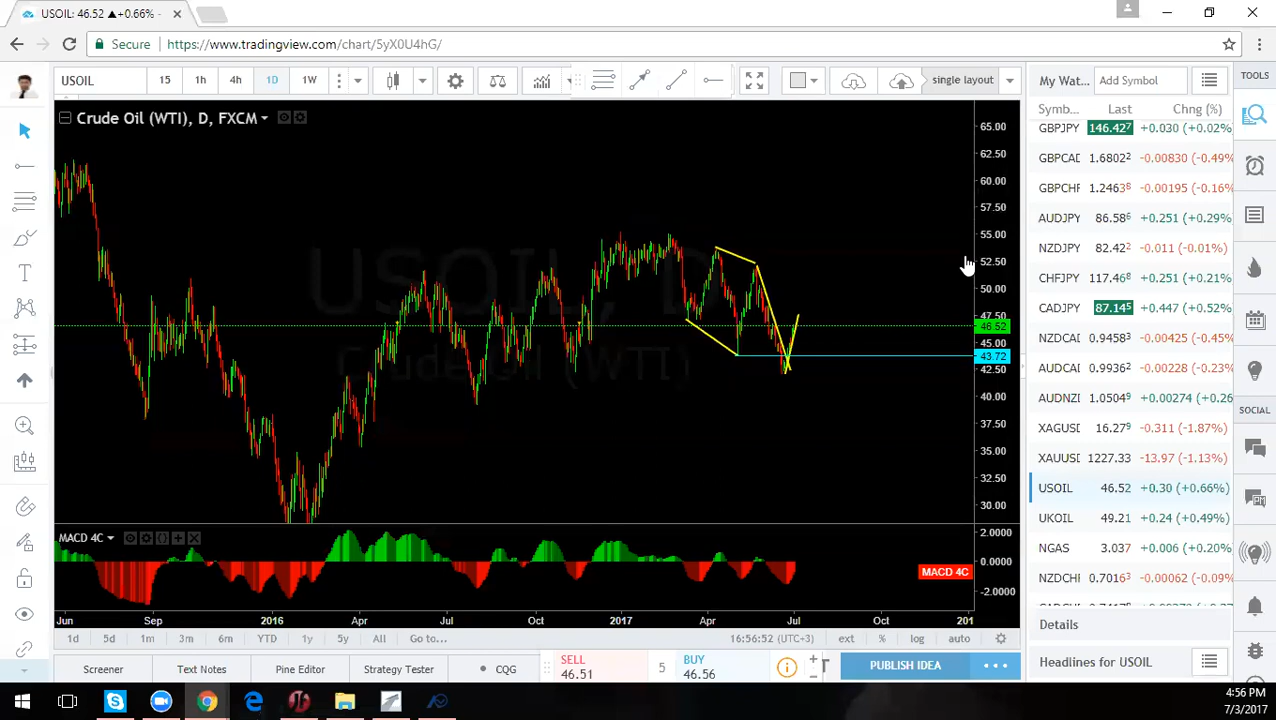 USOIL: 46.52 ▲+0.66% -
Secure
https://www.tradingview.com/chart/5yX0U4hG/
USOIL 15 1h 4h 1D 1W single layout My Wat Add Symbol TOOLS
Symb... Last Chng (%)
Crude Oil (WTI), D, FXCM
USOIL, D
Crude Oil (WTI)
65.00
62.50
60.00
57.50
55.00
52.50
50.00
47.50
46.52
45.00
43.72
42.50
40.00
37.50
35.00
32.50
30.00
GBPJPY 146.427 +0.030 (+0.02%)
GBPCAD 1.68022 -0.00830 (-0.49%
GBPCHF 1.24638 -0.00195 (-0.16%
AUDJPY 86.586 +0.251 (+0.29%)
NZDJPY 82.422 -0.011 (-0.01%)
CHFJPY 117.468 +0.251 (+0.21%)
CADJPY 87.145 +0.447 (+0.52%)
NZDCA 0.94583 -0.00425 (-0.45%
AUDCA 0.99362 -0.00228 (-0.23%
AUDNZI 1.05049 +0.00274 (+0.26
XAGUS 16.279 -0.311 (-1.87%)
XAUUS 1227.33 -13.97 (-1.13%)
USOIL 46.52 +0.30 (+0.66%)
UKOIL 49.21 +0.24 (+0.49%)
NGAS 3.037 +0.006 (+0.20%)
NZDCH 0.70163 -0.00062 (-0.09%
SOCIAL
MACD 4C
2.0000
0.0000
MACD 4C
-2.0000
Jun Sep 2016 Apr Jul Oct 2017 Apr Jul Oct 201
Details
1d 5d 1m 3m 6m YTD 1y 5y All Go to... 16:56:52 (UTC+3) ext % log auto
Headlines for USOIL
Screener Text Notes Pine Editor Strategy Tester CQG
SELL 46.51 5 BUY 46.56
PUBLISH IDEA
4:56 PM
7/3/2017